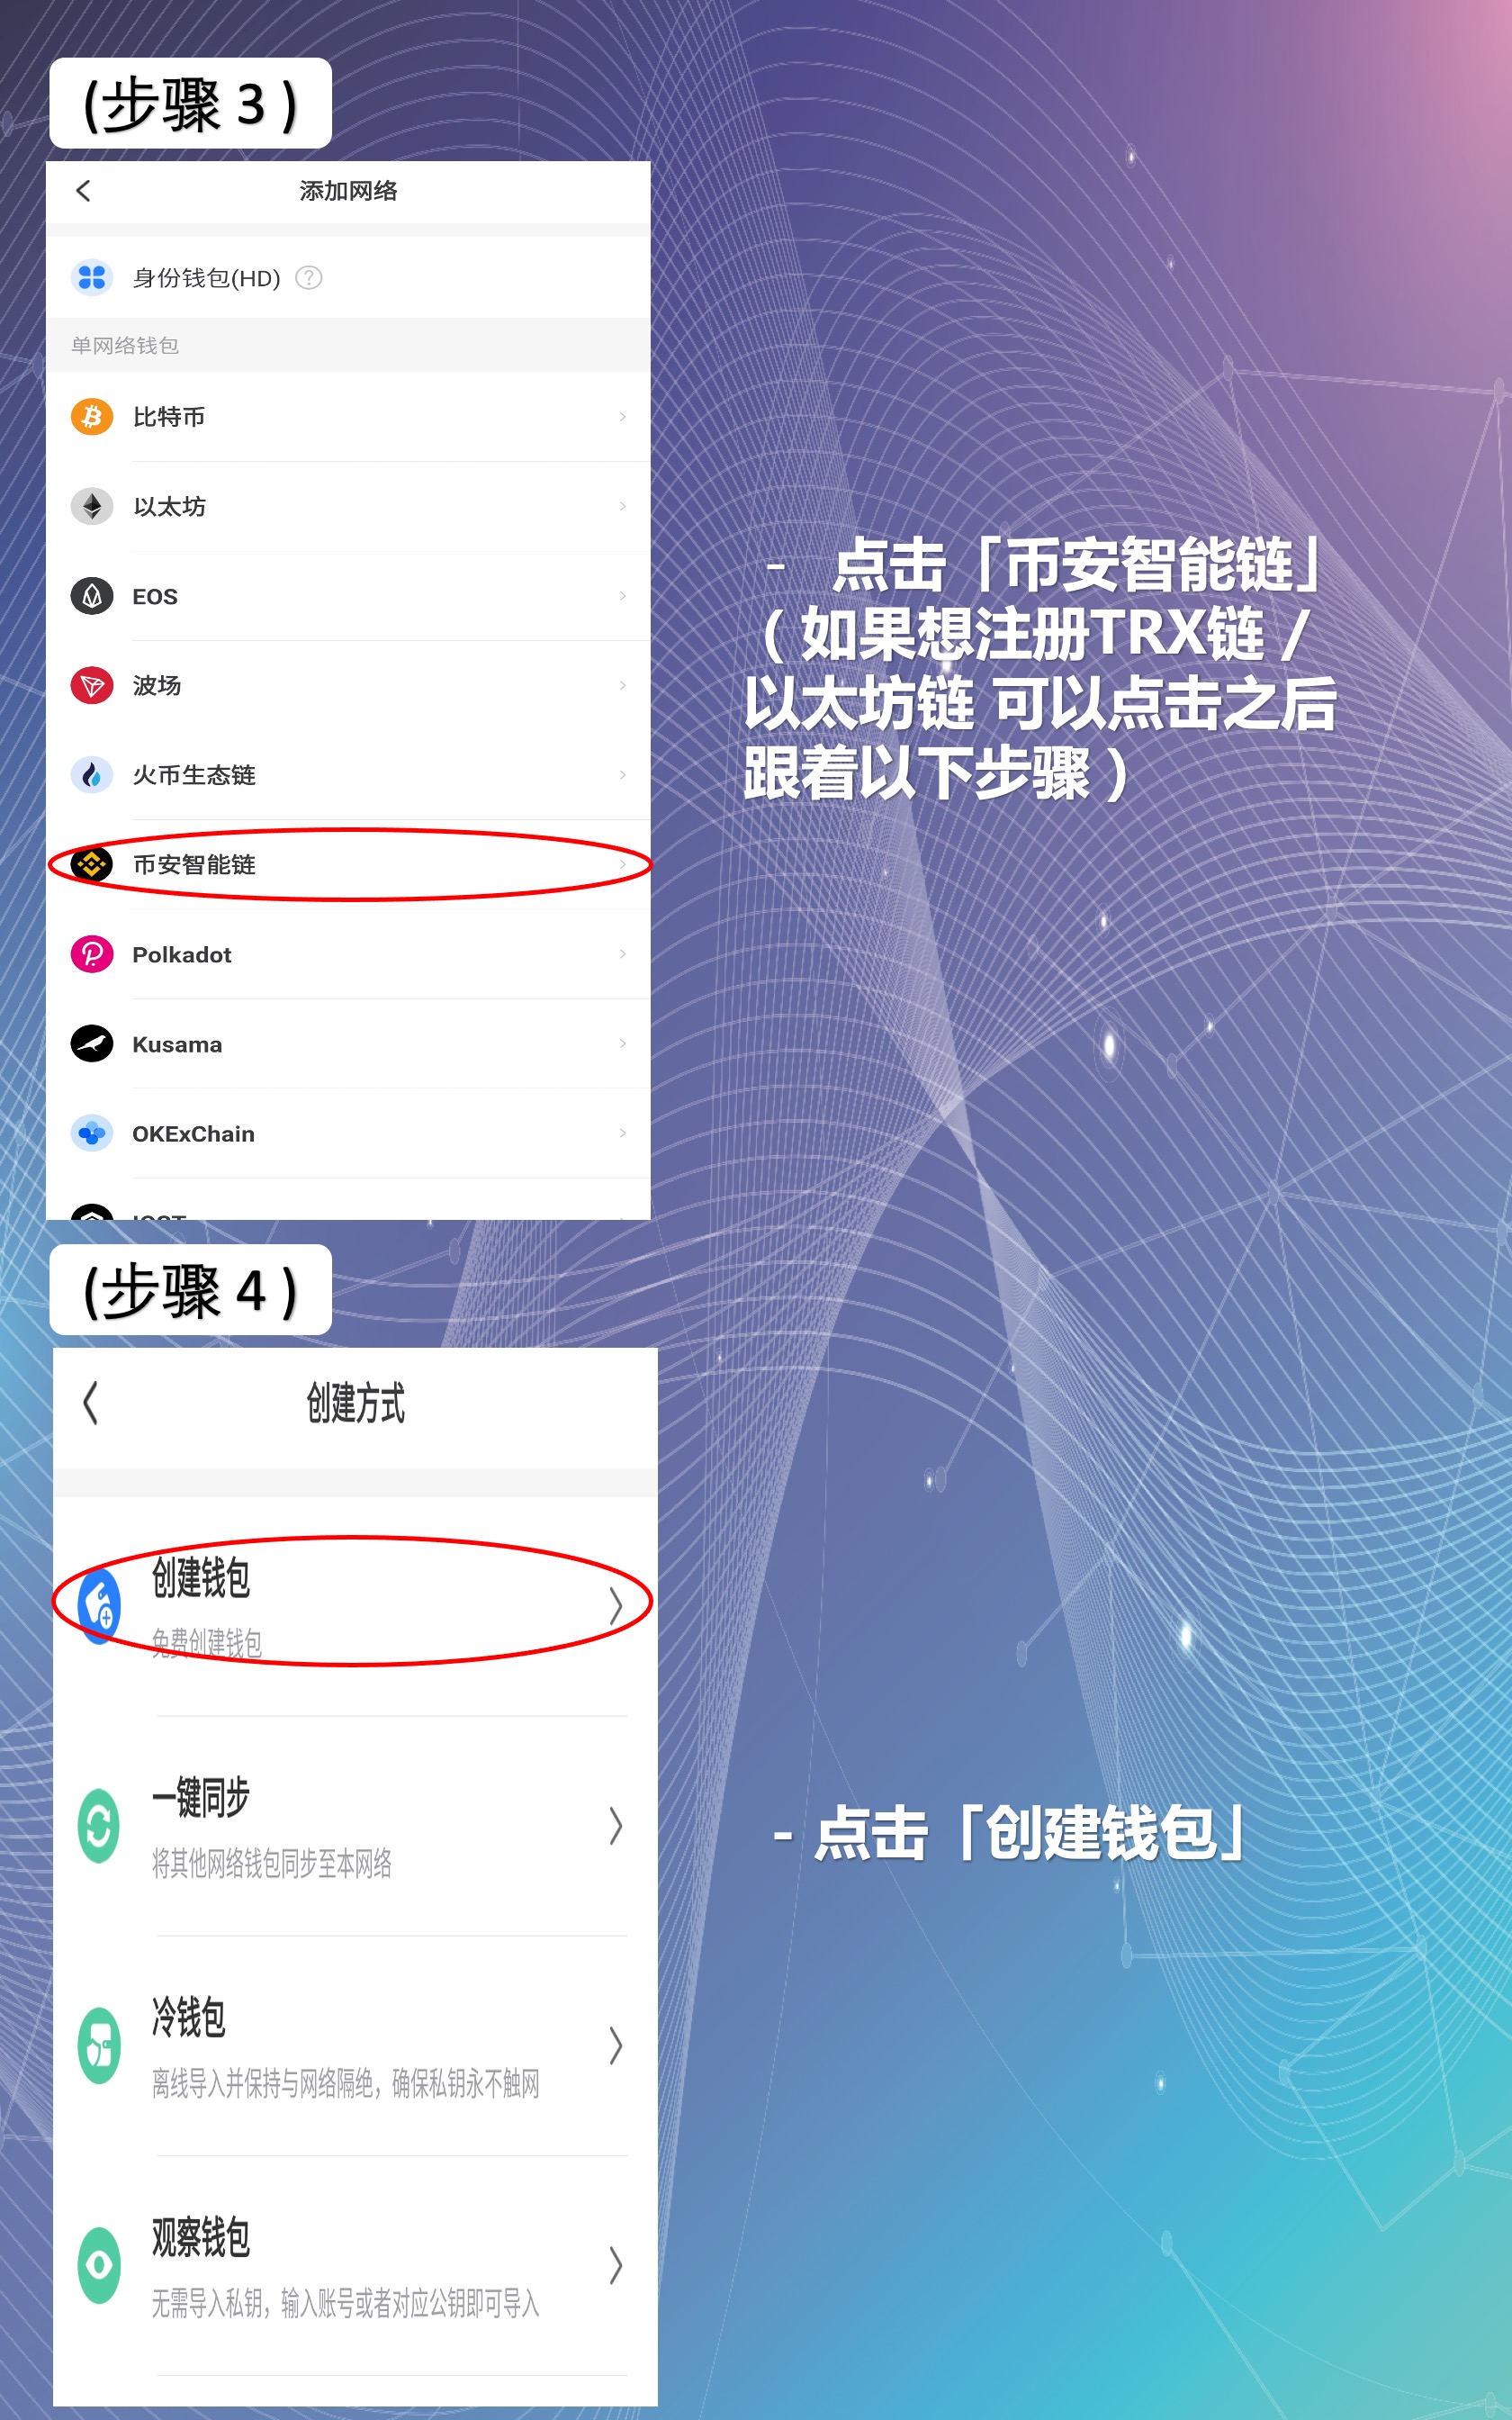 (步骤 3 )
添加网络
身份钱包(HD) ?
单网络钱包
比特币
以太坊
EOS
波场
火币生态链
币安智能链
Polkadot
Kusama
OKExChain
- 点击「币安智能链」
( 如果想注册TRX链 /
以太坊链 可以点击之后
跟着以下步骤 )
(步骤 4 )
创建方式
创建钱包
免费创建钱包
一键同步
将其他网络钱包同步至本网络
冷钱包
离线导入并保持与网络隔绝，确保私钥永不触网
观察钱包
无需导入私钥，输入账号或者对应公钥即可导入
- 点击「创建钱包」